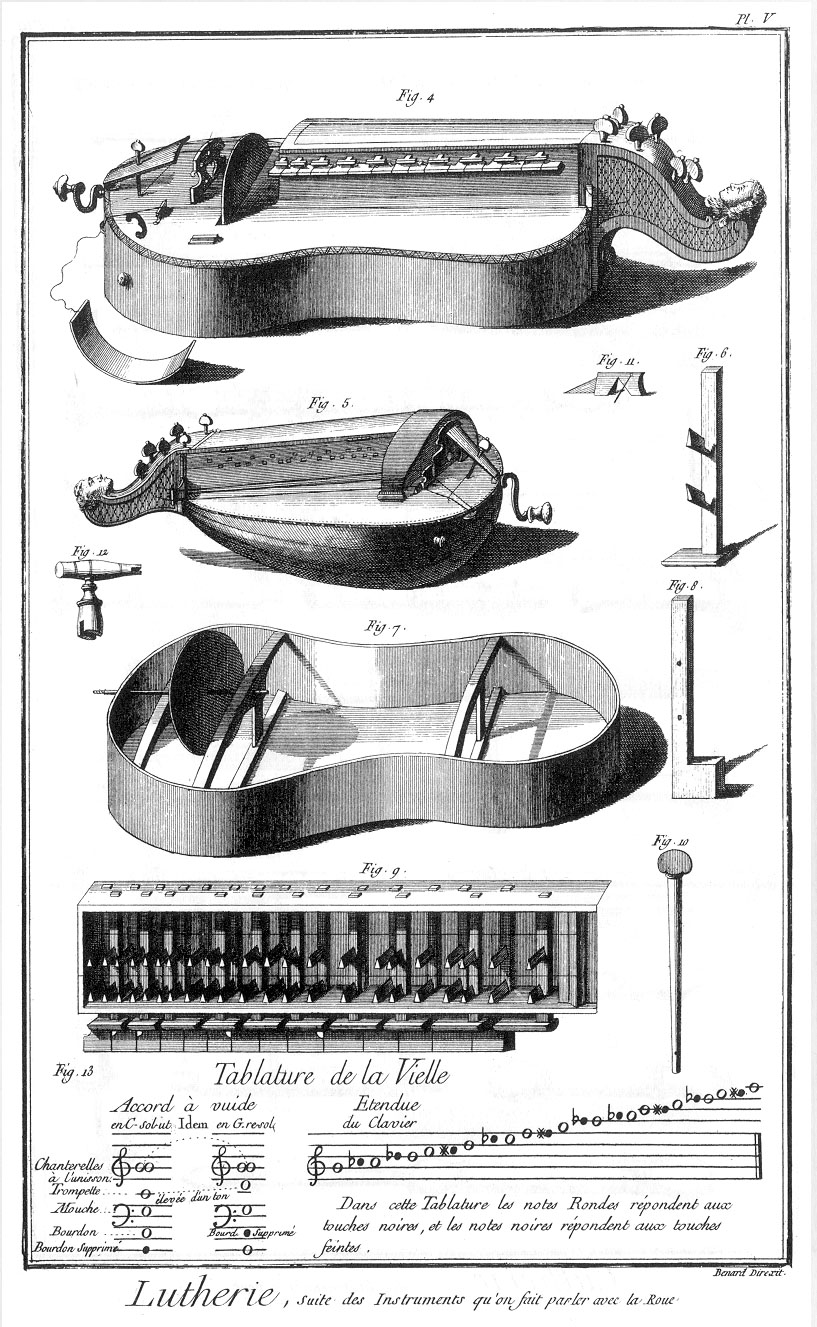 Pl. V
Fig. 4
Fig. 11.
Fig. 6.
Fig. 5.
Fig. 12
Fig. 8.
Fig. 7.
Fig. 10
Fig. 9.
Fig. 13
Tablature de la Vielle
Accord à vuide
en C-sol-ut. Idem en G.re-sol,
Etendue
du Clavier
Chanterelles
à l'unisson.
Trompette
élevée d'un ton
Mouche
Bourdon
Bourd. Supprimé
Bourdon Supprimé
Dans cette Tablature les notes Rondes répondent aux
touches noires, et les notes noires répondent aux touches
feintes.
Benard Direxit.
Lutherie, Suite des Instruments qu'on fait parler avec la Roue